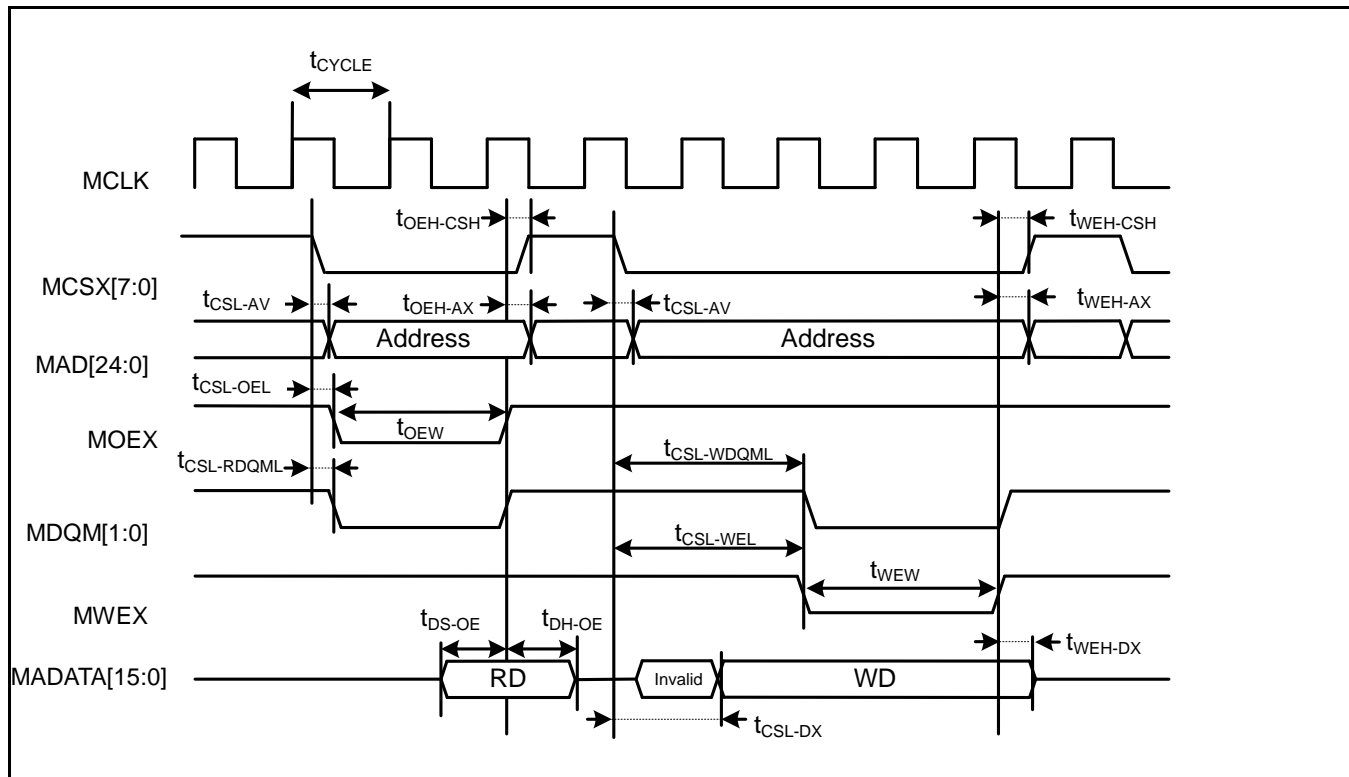 tCYCLE
MCLK
tOEH-CSH
tWEH-CSH
MCSX[7:0]
tCSL-AV
tOEH-AX
tCSL-AV
tWEH-AX
Address
Address
MAD[24:0]
tCSL-OEL
tOEW
MOEX
tCSL-RDQML
tCSL-WDQML
MDQM[1:0]
tCSL-WEL
tWEW
MWEX
tDS-OE
tDH-OE
tWEH-DX
MADATA[15:0]
RD
Invalid
WD
tCSL-DX